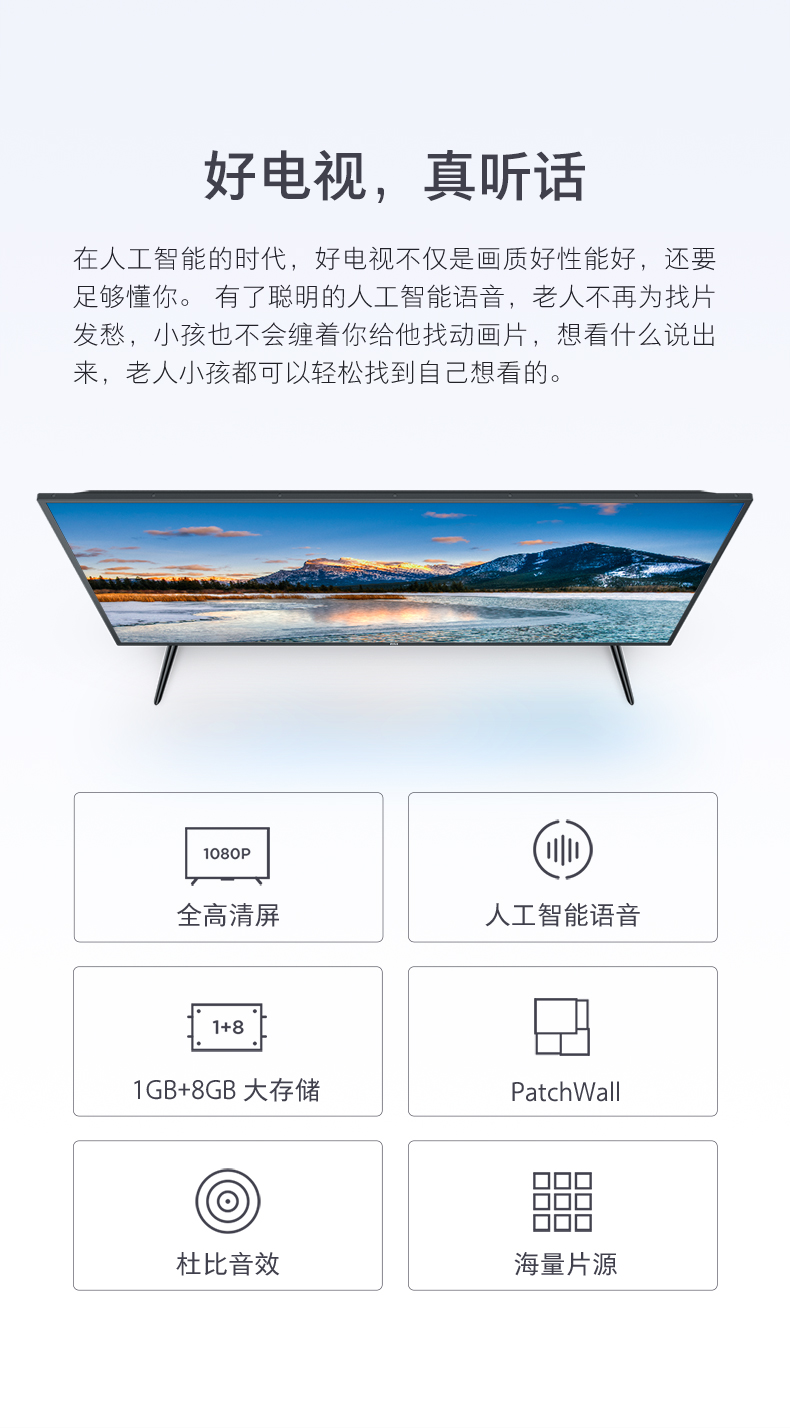 好电视，真听话
在人工智能的时代，好电视不仅是画质好性能好，还要
足够懂你。 有了聪明的人工智能语音，老人不再为找片
发愁，小孩也不会缠着你给他找动画片，想看什么说出
来，老人小孩都可以轻松找到自己想看的。
1080P
全高清屏
人工智能语音
1+8
1GB+8GB 大存储
PatchWall
杜比音效
海量片源